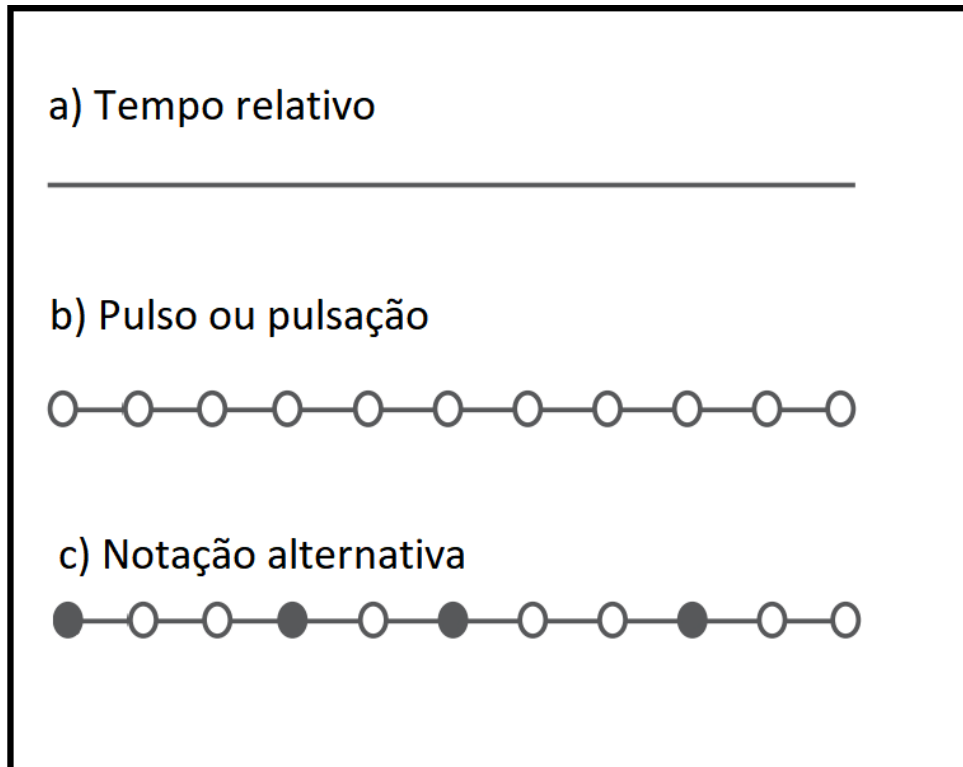 a) Tempo relativo
b) Pulso ou pulsação
c) Notação alternativa